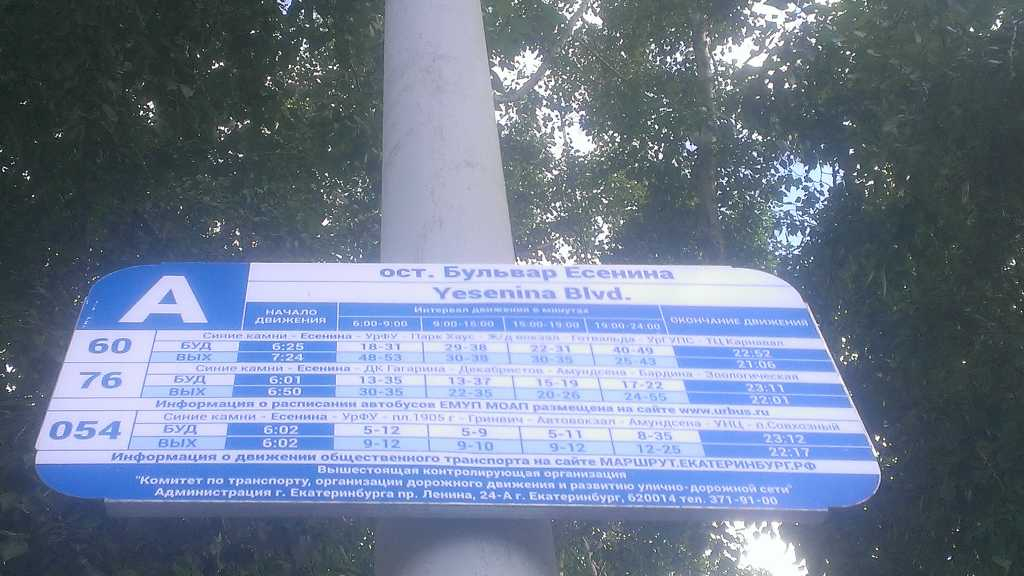 А
ост. Бульвар Есенина
Yesenina Blvd.
НАЧАЛО ДВИЖЕНИЯ
Интервал движения в минутах
ОКОНЧАНИЕ ДВИЖЕНИЯ
6:00-9:00 9:00-15:00 15:00-19:00 19:00-24:00
60
Синие камни - Есенина - УрФУ - Парк Хаус - Ж/д вокзал - Готвальда - УрГУПС - ТЦ Карнавал
БУД 6:25 18-31 29-38 22-31 40-49 22:52
ВЫХ 7:24 48-53 30-38 30-35 25-43 21:06
76
Синие камни - Есенина - ДК Гагарина - Декабристов - Амундсена - Бардина - Зоологическая
БУД 6:01 13-35 13-37 15-19 17-22 23:11
ВЫХ 6:50 30-35 22-35 20-26 24-55 22:01
Информация о расписании автобусов ЕМУП МОАП размещена на сайте www.urbus.ru
054
Синие камни - Есенина - УрФУ - пл.1905 г - Гринвич - Автовокзал - Амундсена - УНЦ - п.Совхозный
БУД 6:02 5-12 5-9 5-11 8-35 23:12
ВЫХ 6:02 9-12 9-10 9-12 12-25 22:17
Информация о движении общественного транспорта на сайте МАРШРУТ.ЕКАТЕРИНБУРГ.РФ
Вышестоящая контролирующая организация
"Комитет по транспорту, организации дорожного движения и развитию улично-дорожной сети"
Администрация г. Екатеринбурга пр. Ленина, 24-А г. Екатеринбург, 620014 тел. 371-91-00